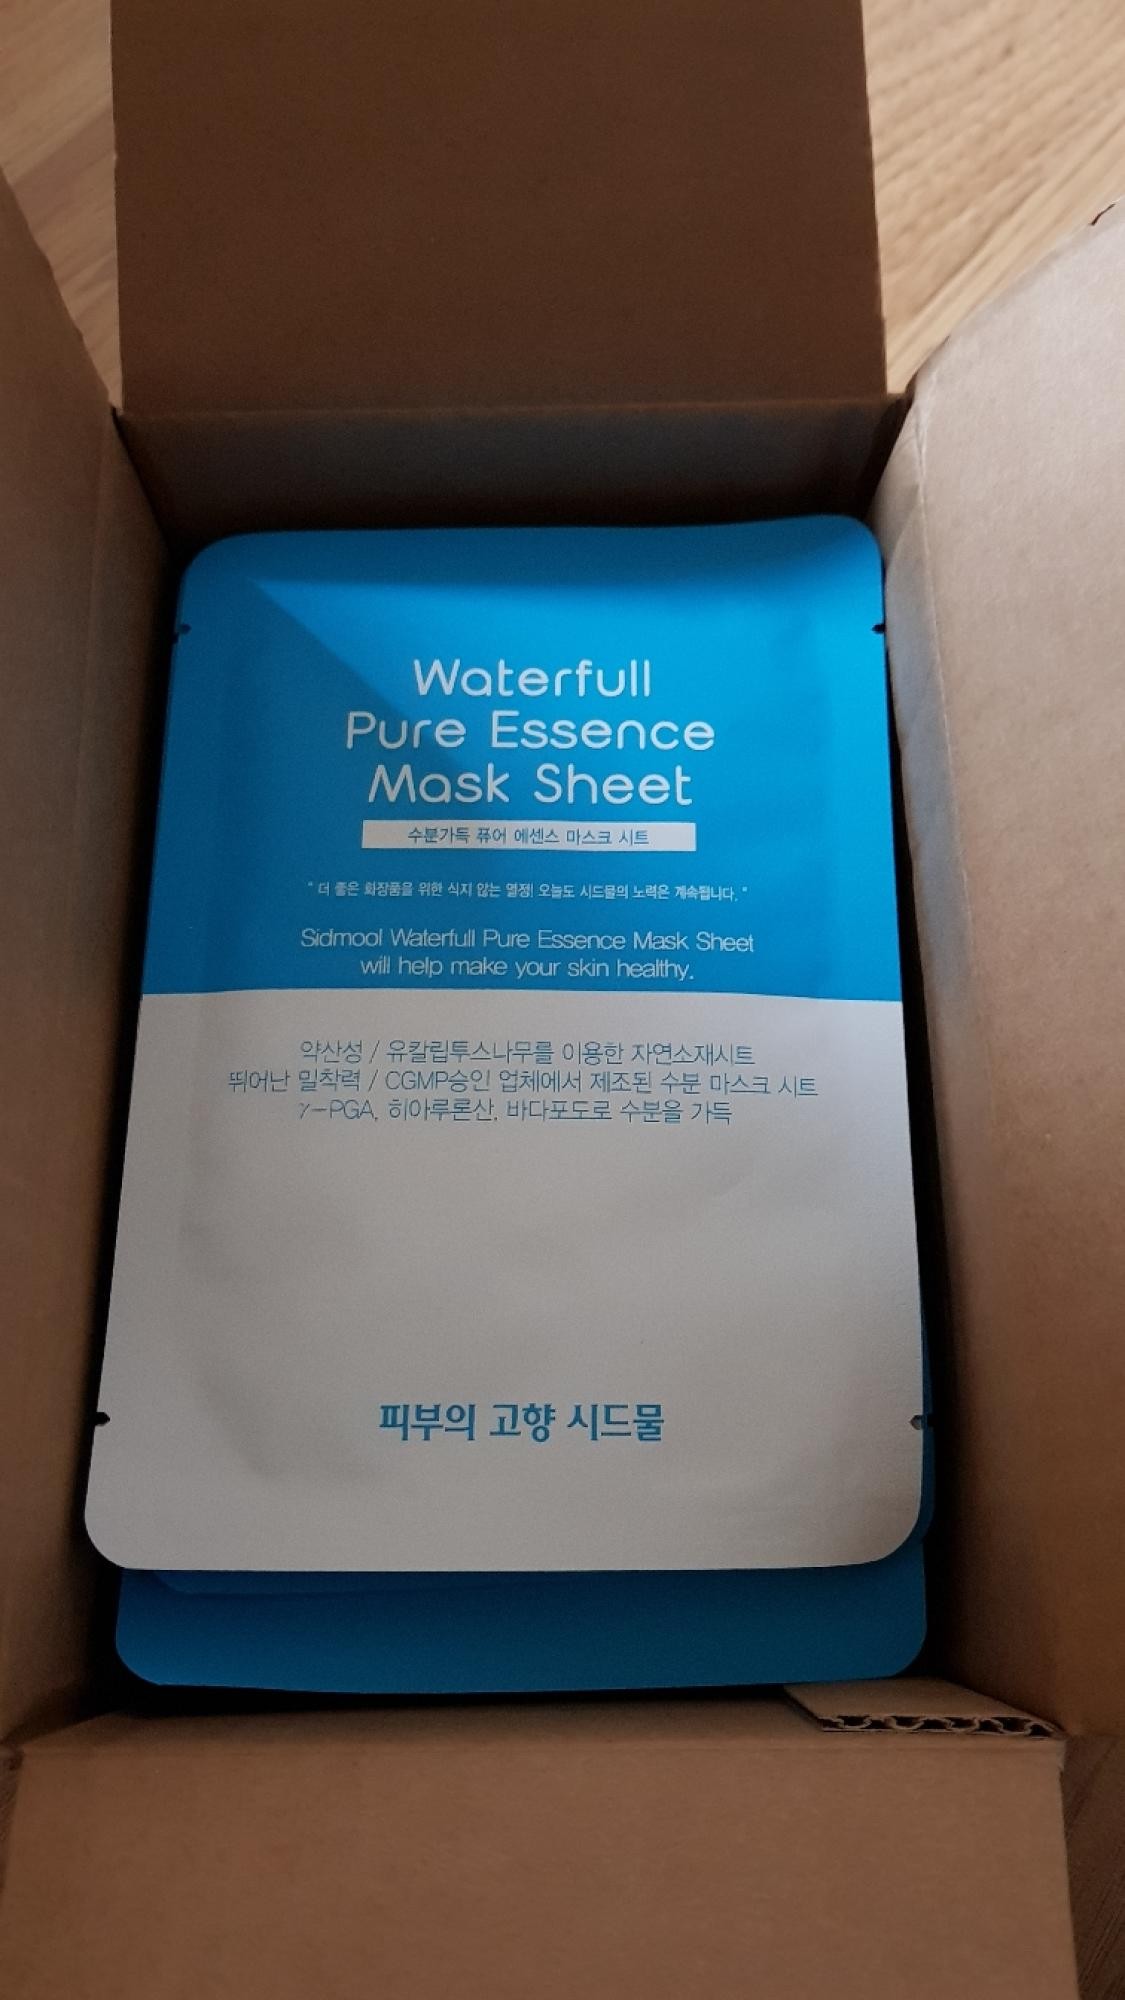 Waterfull
Pure Essence
Mask Sheet
수분가득 퓨어 에센스 마스크 시트
" 더 좋은 화장품을 위한 식지 않는 열정! 오늘도 시드물의 노력은 계속됩니다. "
Sidmool Waterfull Pure Essence Mask Sheet
will help make your skin healthy.
약산성 / 유칼립투스나무를 이용한 자연소재시트
뛰어난 밀착력 / CGMP승인 업체에서 제조된 수분 마스크 시트
γ-PGA, 히아루론산, 바다포도로 수분을 가득
피부의 고향 시드물